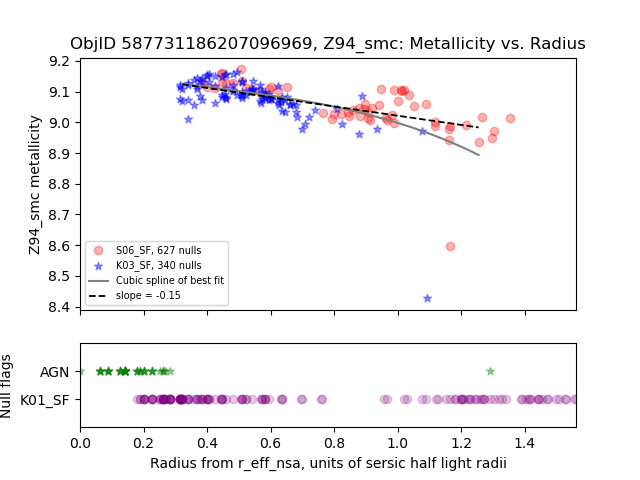 ObjID 587731186207096969, Z94_smc: Metallicity vs. Radius
9.2
9.1
9.0
8.9
8.8
8.7
8.6
8.5
8.4
Z94_smc metallicity
S06_SF, 627 nulls
K03_SF, 340 nulls
Cubic spline of best fit
slope = -0.15
Null flags
AGN
K01_SF
0.0 0.2 0.4 0.6 0.8 1.0 1.2 1.4
Radius from r_eff_nsa, units of sersic half light radii